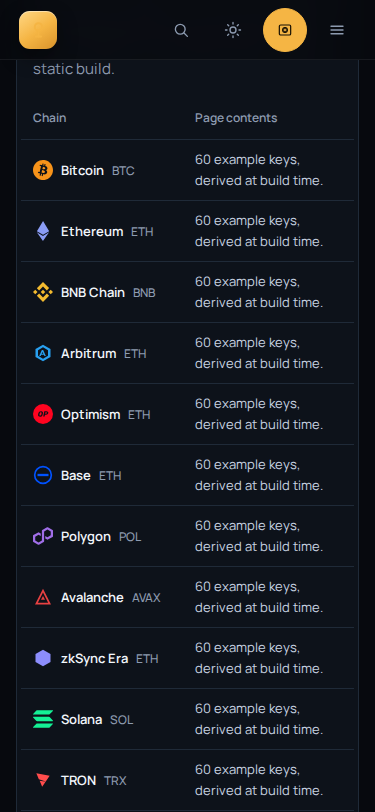 static build.
Chain Page contents
Bitcoin BTC 60 example keys,
derived at build time.
Ethereum ETH 60 example keys,
derived at build time.
BNB Chain BNB 60 example keys,
derived at build time.
Arbitrum ETH 60 example keys,
derived at build time.
OP Optimism ETH 60 example keys,
derived at build time.
Base ETH 60 example keys,
derived at build time.
Polygon POL 60 example keys,
derived at build time.
Avalanche AVAX 60 example keys,
derived at build time.
zkSync Era ETH 60 example keys,
derived at build time.
Solana SOL 60 example keys,
derived at build time.
TRON TRX 60 example keys,
derived at build time.